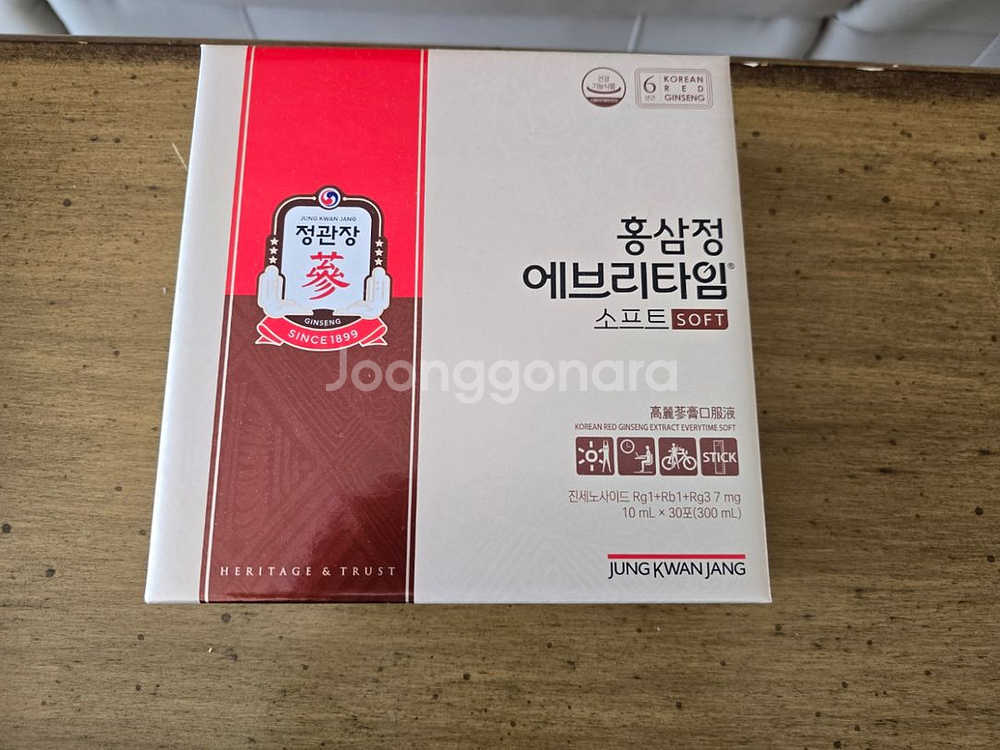 건강
기능식품
6
년근
KOREAN
RED
GINSENG
JUNG KWAN JANG
정관장
蔘
GINSENG
SINCE 1899
홍삼정
에브리타임®
소프트 SOFT
Joonggonara
高麗蔘膏口服液
KOREAN RED GINSENG EXTRACT EVERYTIME SOFT
STICK
진세노사이드 Rg1+Rb1+Rg3 7 mg
10 mL × 30포(300 mL)
HERITAGE & TRUST
JUNG KWAN JANG